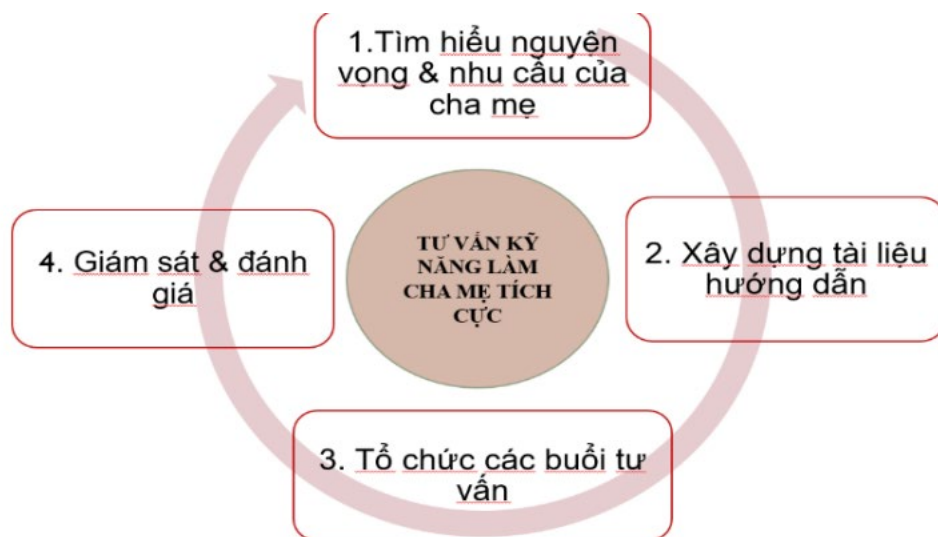 1.Tìm hiểu nguyện
vọng & nhu cầu của
cha mẹ
2. Xây dựng tài liệu
hướng dẫn
3. Tổ chức các buổi tư
vấn
4. Giám sát & đánh
giá
TƯ VẤN KỸ
NĂNG LÀM
CHA MẸ TÍCH
CỰC